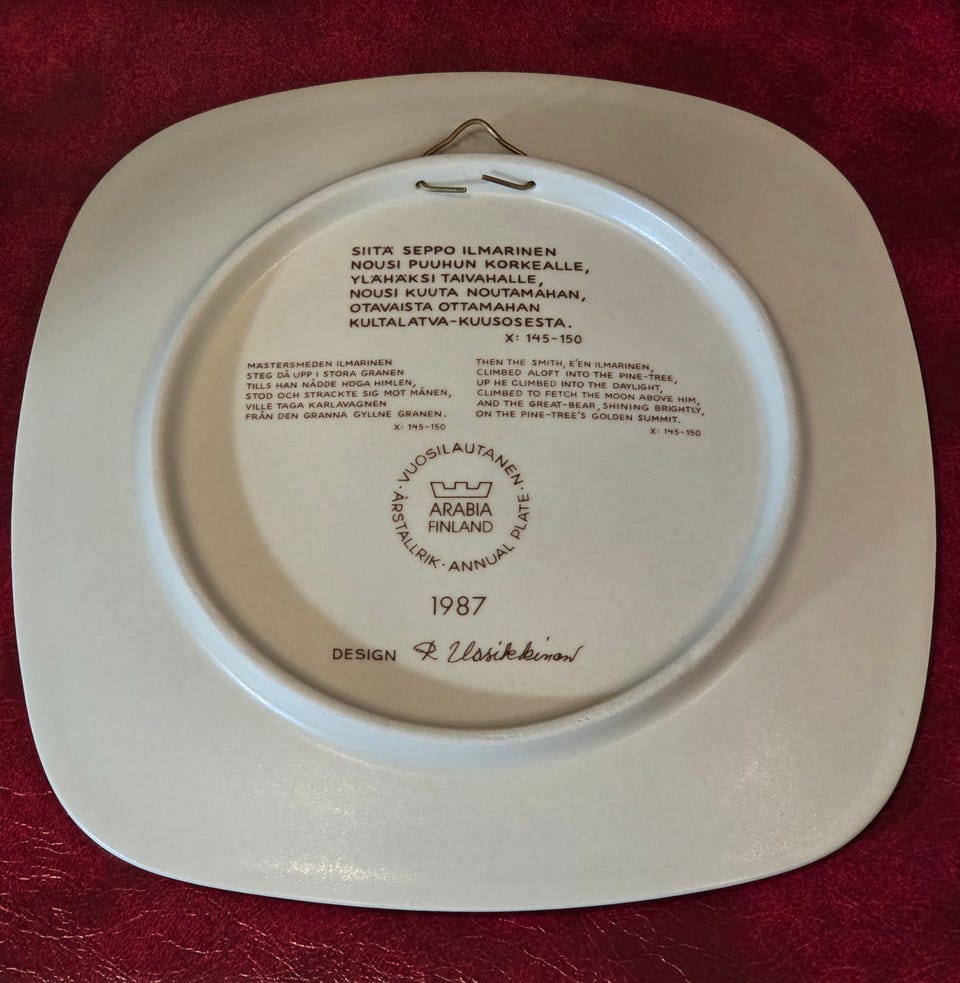 SIITÄ SEPPO ILMARINEN
NOUSI PUUHUN KORKEALLE,
YLÄHÄKSI TAIVAHALLE,
NOUSI KUUTA NOUTAMAHAN,
OTAVAISTA OTTAMAHAN
KULTALATVA-KUUSOSESTA.
X: 145-150
MÄSTERSMEDEN ILMARINEN
STEG DÅ UPP I STORA GRANEN
TILLS HAN NÅDDE HÖGA HIMLEN,
STOD OCH STRÄCKTE SIG MOT MÅNEN,
VILLE TAGA KARLAVAGNEN
FRÅN DEN GRANNA GYLLNE GRANEN.
X: 145-150
THEN THE SMITH, E'EN ILMARINEN,
CLIMBED ALOFT INTO THE PINE-TREE,
UP HE CLIMBED INTO THE DAYLIGHT,
CLIMBED TO FETCH THE MOON ABOVE HIM,
AND THE GREAT-BEAR, SHINING BRIGHTLY,
ON THE PINE-TREE'S GOLDEN SUMMIT.
X: 145-150
· VUOSILAUTANEN ·
ANNUAL PLATE ·
ÅRSTALLRIK
ARABIA
FINLAND
1987
DESIGN R Uosikkinen